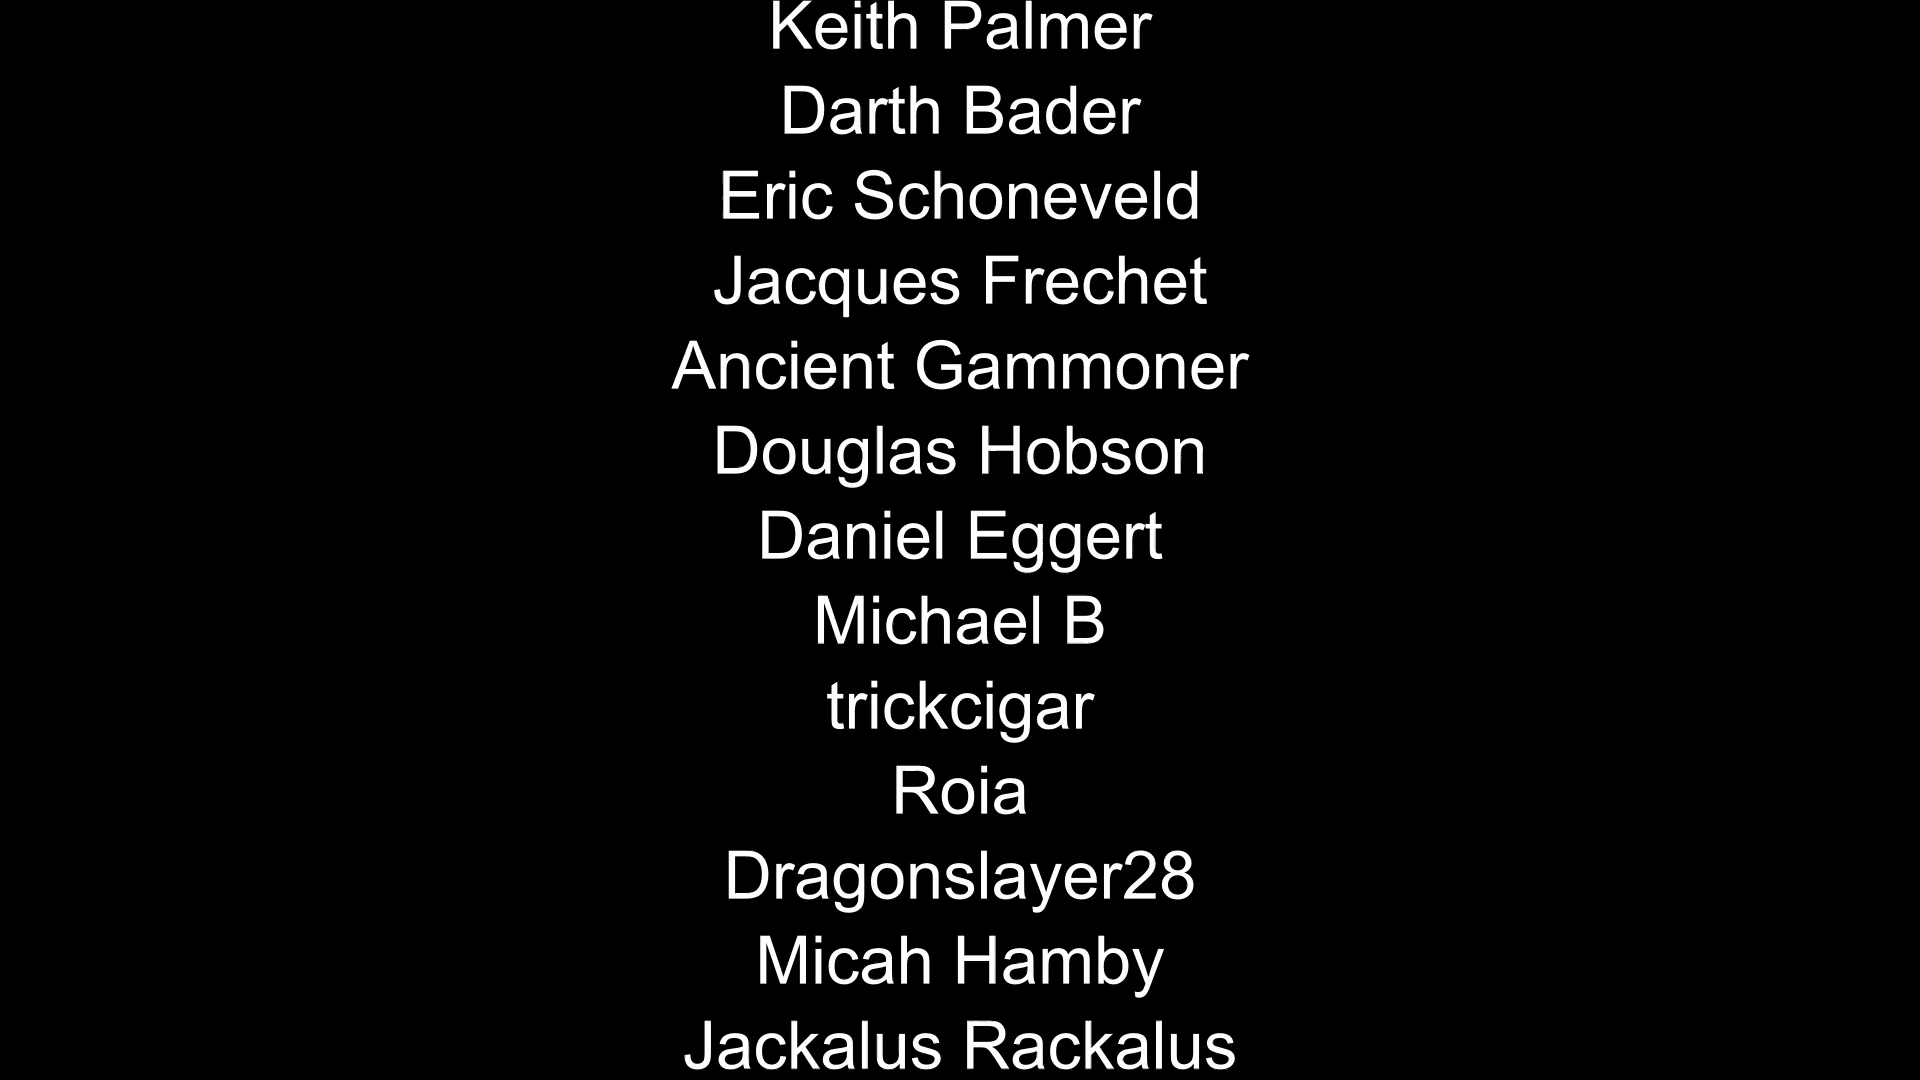 Keith Palmer
Darth Bader
Eric Schoneveld
Jacques Frechet
Ancient Gammoner
Douglas Hobson
Daniel Eggert
Michael B
trickcigar
Roia
Dragonslayer28
Micah Hamby
Jackalus Rackalus